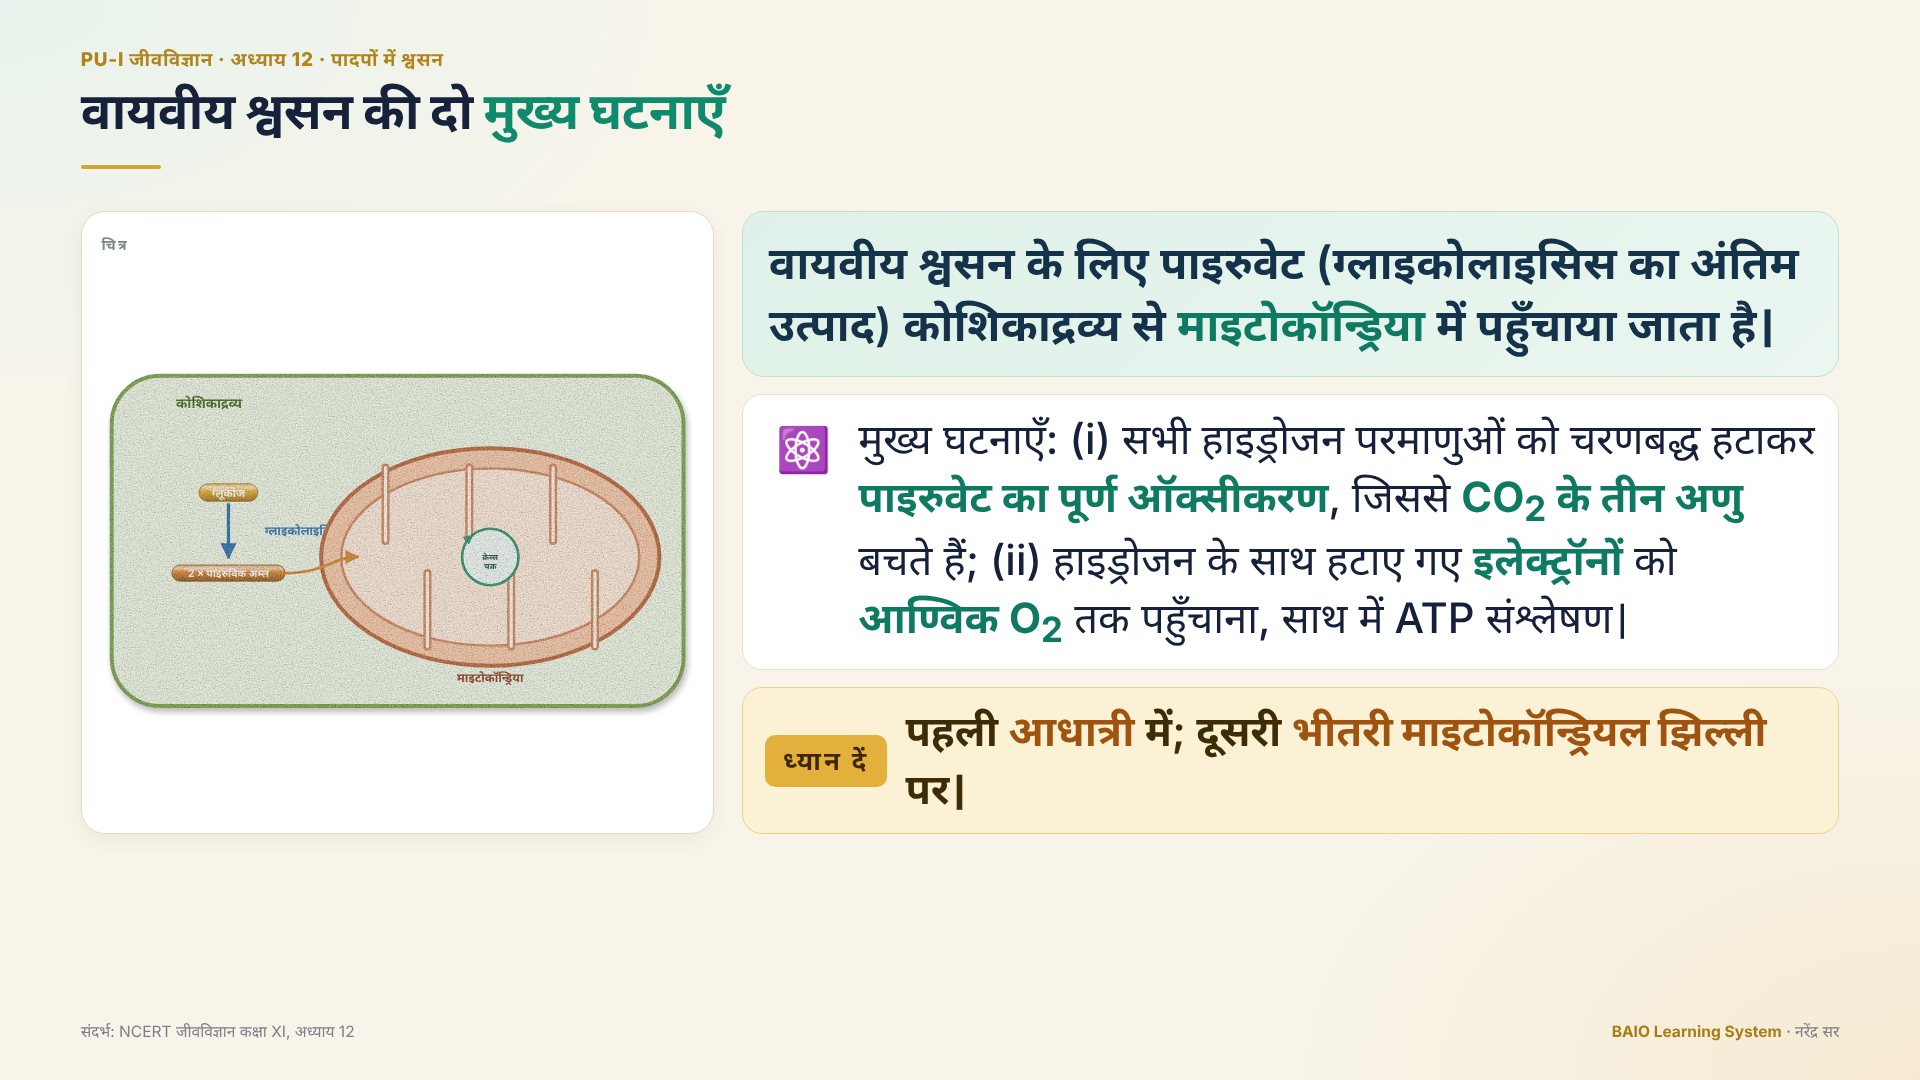 PU-I जीवविज्ञान · अध्याय 12 · पादपों में श्वसन
वायवीय श्वसन की दो मुख्य घटनाएँ
चित्र
कोशिकाद्रव्य
ग्लूकोज
ग्लाइकोलाइ
2 × पाइरुविक अम्ल
क्रेब्स
चक्र
माइटोकॉन्ड्रिया
वायवीय श्वसन के लिए पाइरुवेट (ग्लाइकोलाइसिस का अंतिम
उत्पाद) कोशिकाद्रव्य से माइटोकॉन्ड्रिया में पहुँचाया जाता है|
मुख्य घटनाएँ: (i) सभी हाइड्रोजन परमाणुओं को चरणबद्ध हटाकर
पाइरुवेट का पूर्ण ऑक्सीकरण, जिससे CO₂ के तीन अणु
बचते हैं; (ii) हाइड्रोजन के साथ हटाए गए इलेक्ट्रॉनों को
आण्विक O₂ तक पहुँचाना, साथ में ATP संश्लेषण|
ध्यान दें
पहली आधात्री में; दूसरी भीतरी माइटोकॉन्ड्रियल झिल्ली
पर|
संदर्भ: NCERT जीवविज्ञान कक्षा XI, अध्याय 12
BAIO Learning System · नरेंद्र सर